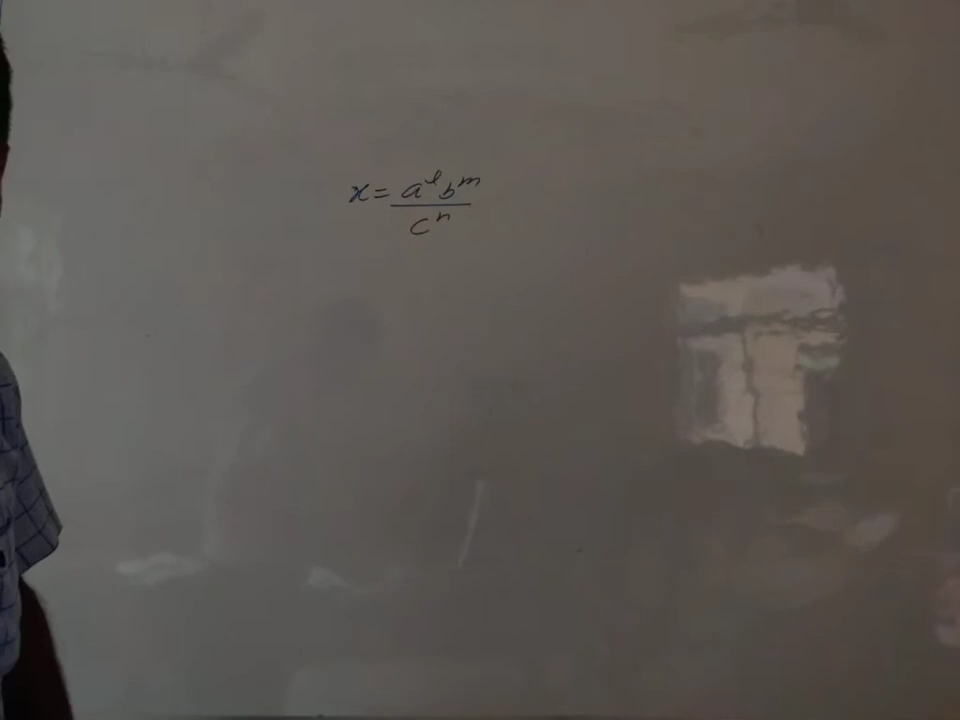 x = a^l b^m / c^n